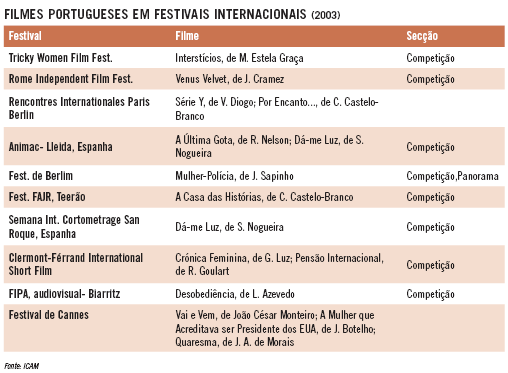 FILMES PORTUGUESES EM FESTIVAIS INTERNACIONAIS (2003)
Festival Filme Secção
Tricky Women Film Fest. Interstícios, de M. Estela Graça Competição
Rome Independent Film Fest. Venus Velvet, de J. Cramez Competição
Rencontres Internationales Paris Série Y, de V. Diogo; Por Encanto..., de C. Castelo-
Berlin Branco
Animac- Lleida, Espanha A Última Gota, de R. Nelson; Dá-me Luz, de S. Competição
Nogueira
Fest. de Berlim Mulher-Polícia, de J. Sapinho Competição,Panorama
Fest. FAJR, Teerão A Casa das Histórias, de C. Castelo-Branco Competição
Semana Int. Cortometrage San Dá-me Luz, de S. Nogueira Competição
Roque, Espanha
Clermont-Férrand International Crónica Feminina, de G. Luz; Pensão Internacional, Competição
Short Film de R. Goulart
FIPA, audiovisual- Biarritz Desobediência, de L. Azevedo Competição
Festival de Cannes Vai e Vem, de João César Monteiro; A Mulher que
Acreditava ser Presidente dos EUA, de J. Botelho;
Quaresma, de J. A. de Morais
Fonte: ICAM